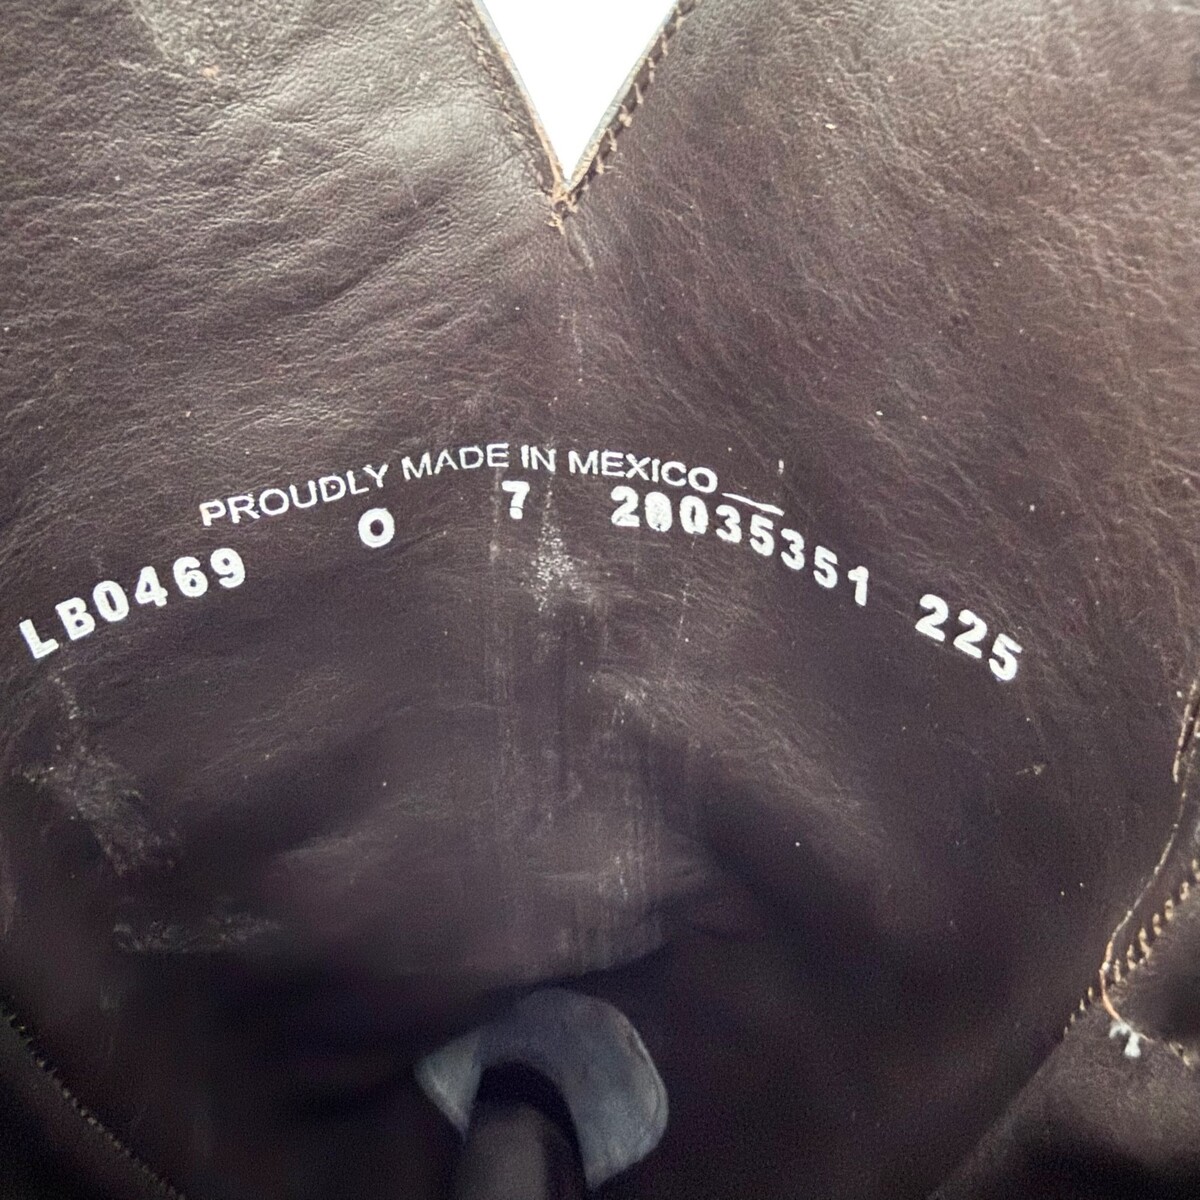 PROUDLY MADE IN MEXICO
LB0469 O 7 20035351 225